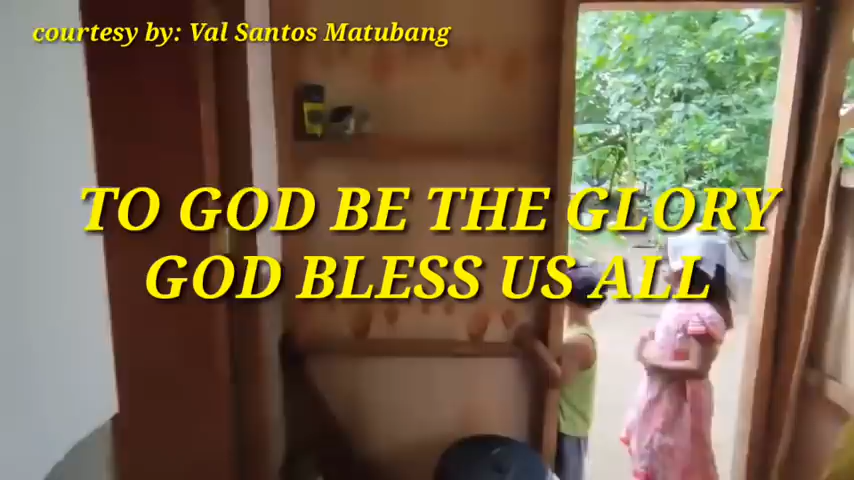 courtesy by: Val Santos Matubang
TO GOD BE THE GLORY
GOD BLESS US ALL